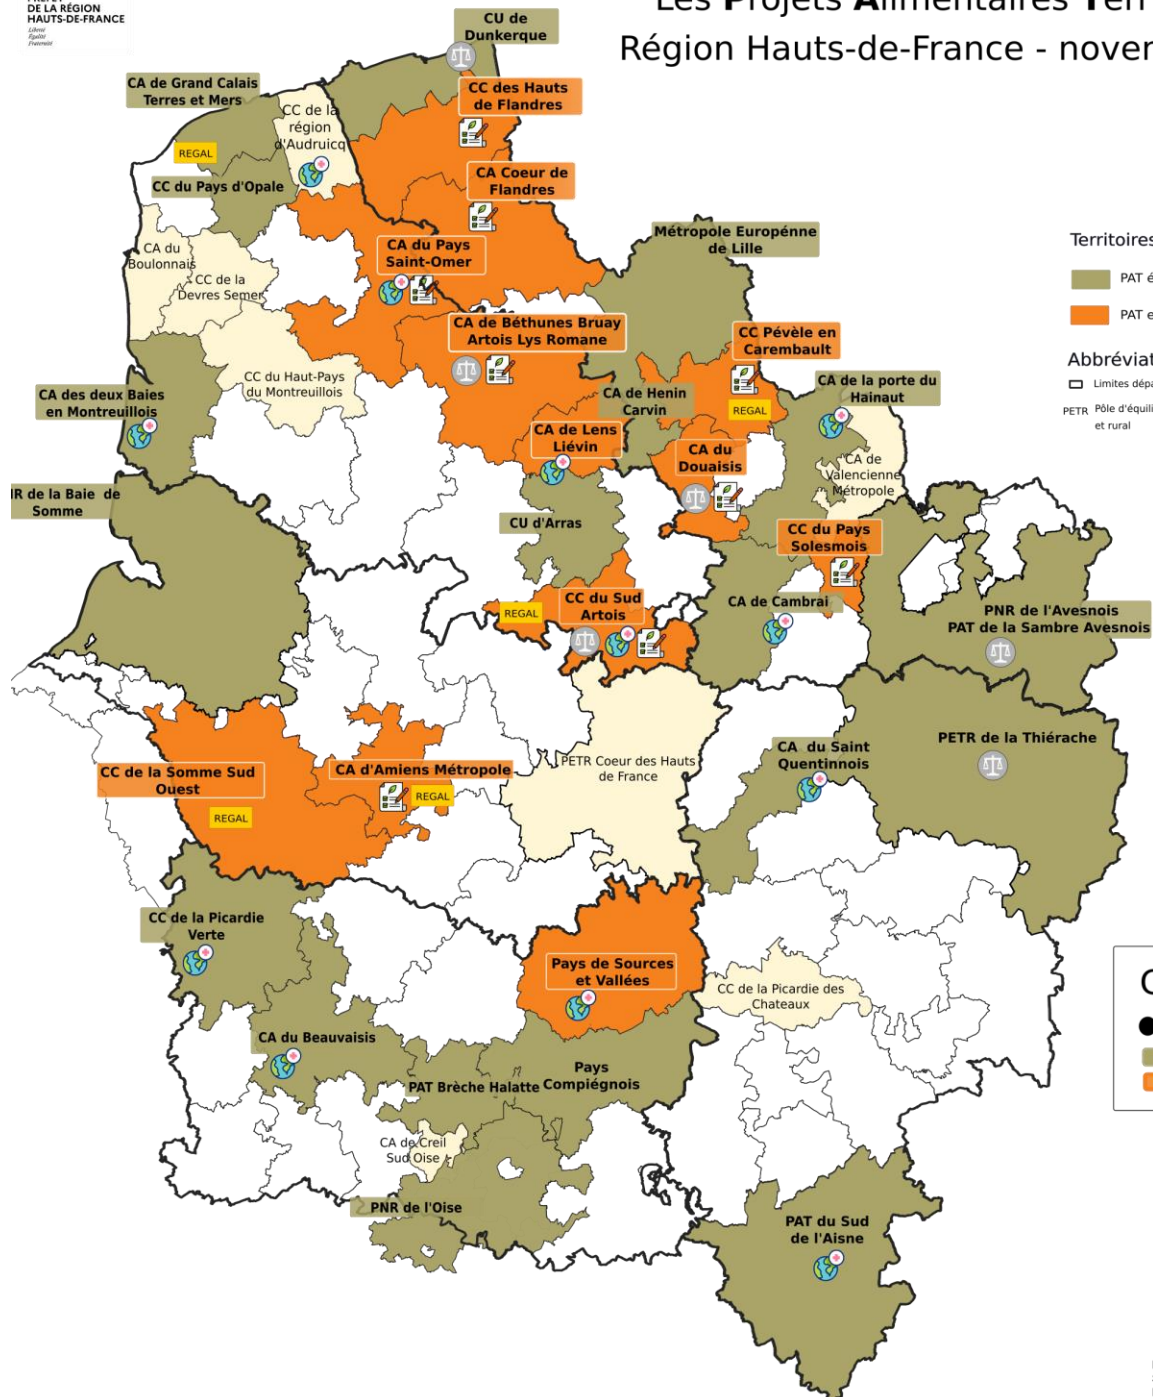 DE LA RÉGION
HAUTS-DE-FRANCE
Liberté
Égalité
Fraternité
Les Projets Alimentaires
Région Hauts-de-France -
CU de
Dunkerque
CA de Grand Calais
Terres et Mers
CC des Hauts
de Flandres
CC de la
région
d'Audruicq
REGAL
CC du Pays d'Opale
CA Coeur de
Flandres
Métropole Europénne
de Lille
Territoires
PAT
PAT
CA du
Boulonnais
CA du Pays
Saint-Omer
CC de la
Devres Semer
CA de Béthunes Bruay
Artois Lys Romane
CC Pévèle en
Carembault
REGAL
Limites
PETR Pôle
et rural
CC du Haut-Pays
du Montreuillois
CA des deux Baies
en Montreuillois
CA de Henin
Carvin
CA de la porte du
Hainaut
CA de Lens
Liévin
CA du
Douaisis
CA de
Valencienne
Métropole
de la Baie de
Somme
CU d'Arras
CC du Pays
Solesmois
REGAL
CC du Sud
Artois
CA de Cambrai
PNR de l'Avesnois
PAT de la Sambre Avesnois
CC de la Somme Sud
Ouest
REGAL
CA d'Amiens Métropole
REGAL
PETR Coeur des Hauts
de France
CA du Saint
Quentinnois
PETR de la Thiérache
CC de la Picardie
Verte
Pays de Sources
et Vallées
CC de la Picardie des
Chateaux
CA du Beauvaisis
PAT Brèche Halatte
Pays
Compiégnois
CA de Creil
Sud Oise
PNR de l'Oise
PAT du Sud
de l'Aisne